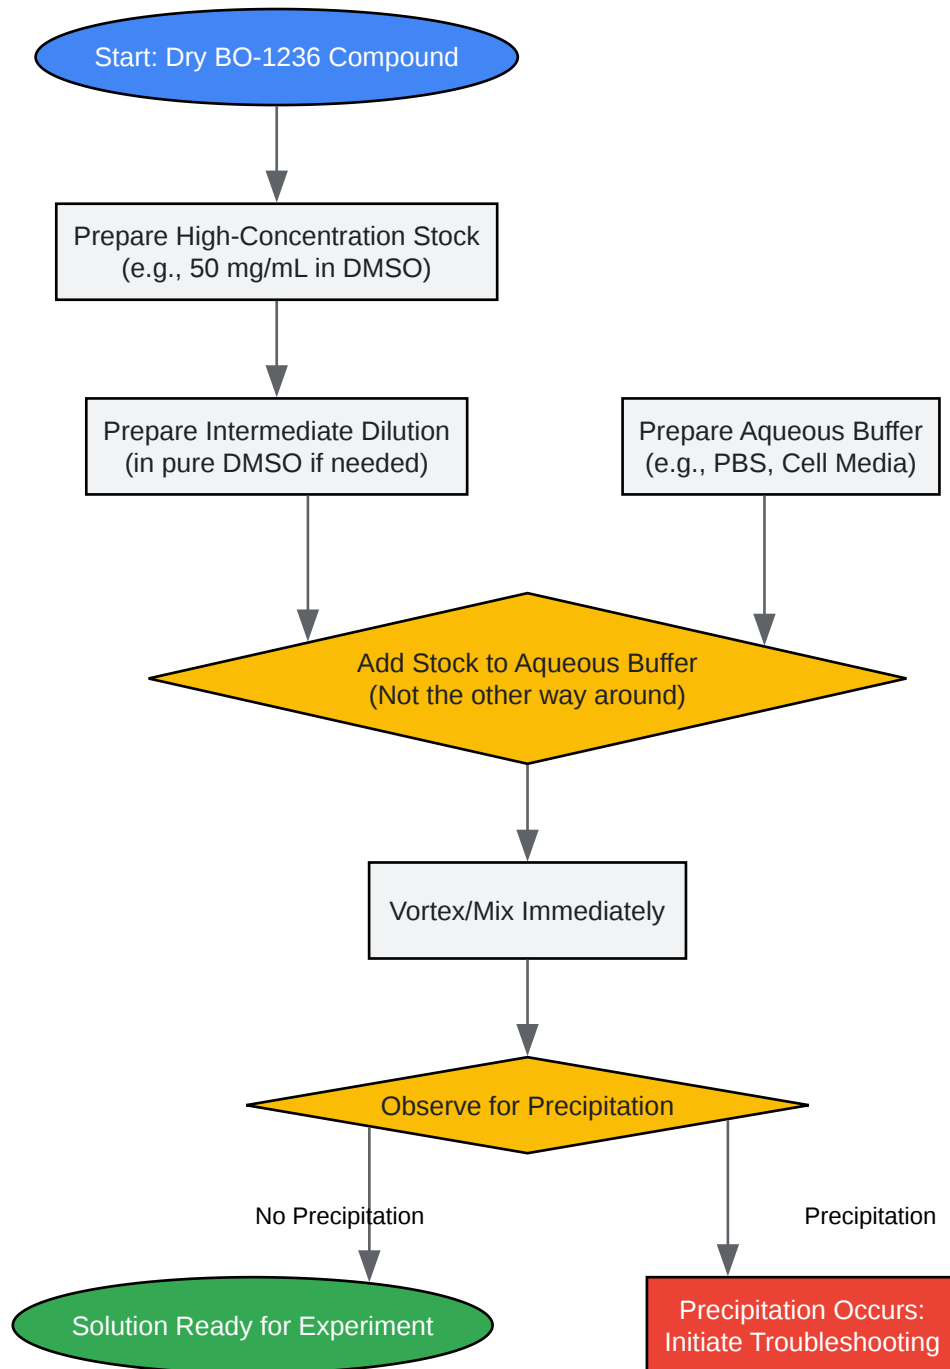 Start: Dry BO-1236 Compound
Prepare High-Concentration Stock
(e.g., 50 mg/mL in DMSO)
Prepare Intermediate Dilution
(in pure DMSO if needed)
Prepare Aqueous Buffer
(e.g., PBS, Cell Media)
Add Stock to Aqueous Buffer
(Not the other way around)
Vortex/Mix Immediately
Observe for Precipitation
No Precipitation
Precipitation
Solution Ready for Experiment
Precipitation Occurs:
Initiate Troubleshooting